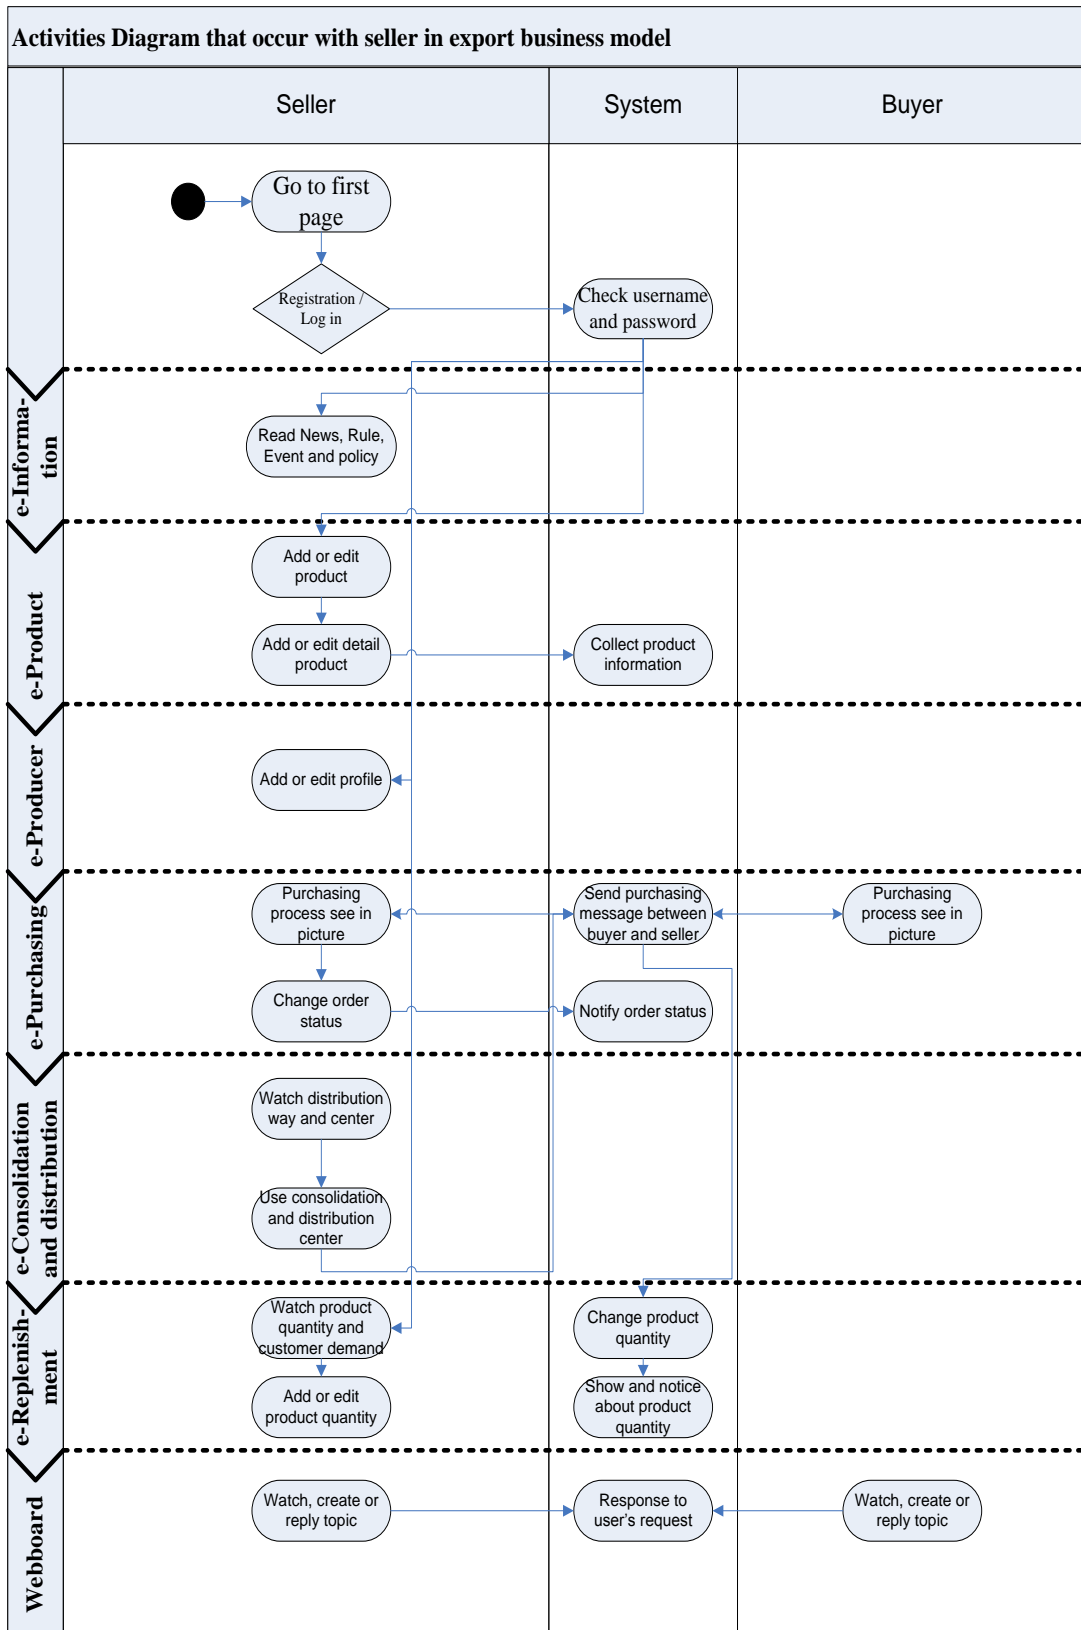 Activities Diagram that occur with seller in export business model
Seller
System
Buyer
Go to first
page
Registration /
Log in
Check username
and password
e-Informa-
tion
Read News, Rule,
Event and policy
e-Product
Add or edit
product
Add or edit detail
product
Collect product
information
e-Producer
Add or edit profile
e-Purchasing
Purchasing
process see in
picture
Send purchasing
message between
buyer and seller
Purchasing
process see in
picture
Change order
status
Notify order status
e-Consolidation
and distribution
Watch distribution
way and center
Use consolidation
and distribution
center
e-Replenish-
ment
Watch product
quantity and
customer demand
Change product
quantity
Add or edit
product quantity
Show and notice
about product
quantity
Webboard
Watch, create or
reply topic
Response to
user's request
Watch, create or
reply topic